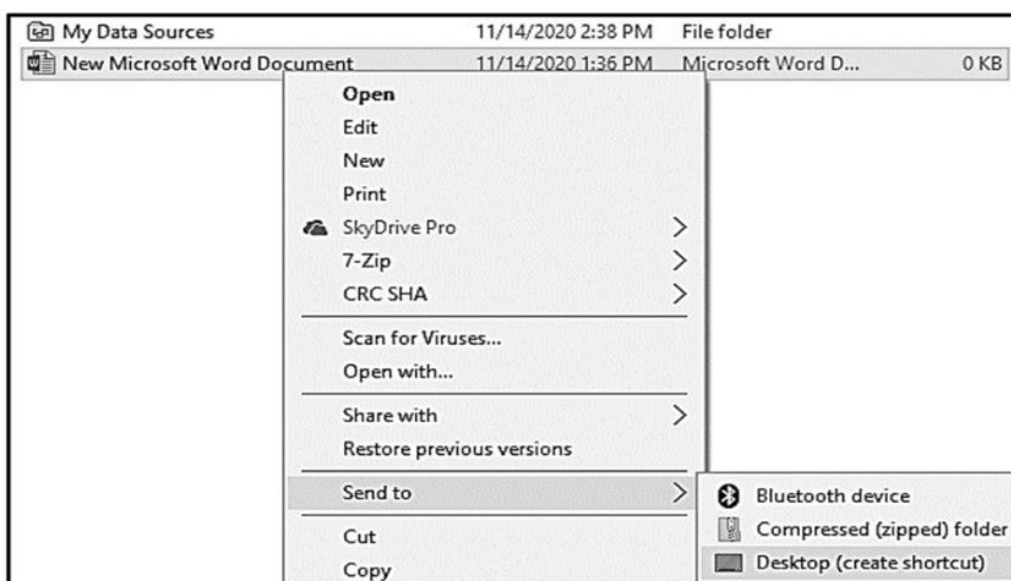 My Data Sources 11/14/2020 2:38 PM File folder
New Microsoft Word Document 11/14/2020 1:36 PM Microsoft Word D... 0 KB
Open
Edit
New
Print
SkyDrive Pro
7-Zip
CRC SHA
Scan for Viruses...
Open with...
Share with
Restore previous versions
Send to
Bluetooth device
Compressed (zipped) folder
Desktop (create shortcut)
Cut
Copy